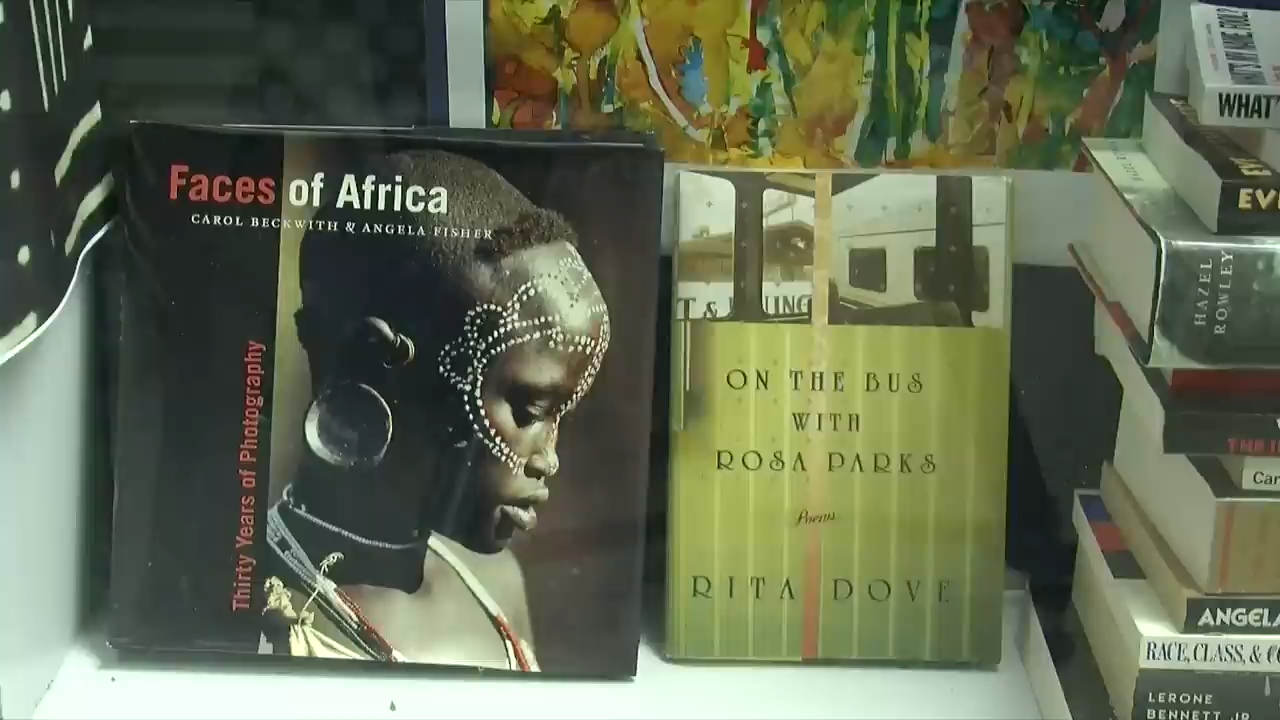 Faces of Africa
CAROL BECKWITH & ANGELA FISHER
Thirty Years of Photography
T &
ON THE BUS
WITH
ROSA PARKS
Poems
RITA DOVE
WHAT
EV
HAZEL
ROWLEY
ANGELA
RACE, CLASS, &
LERONE
BENNETT, JR